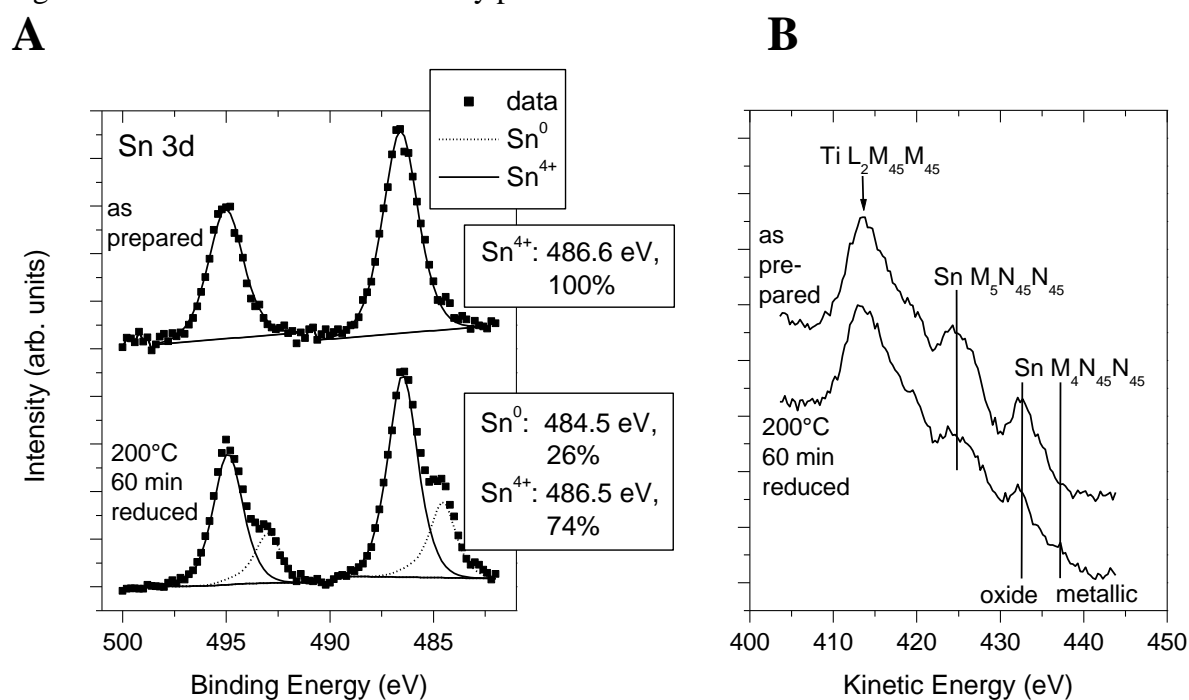 A
B
data
Sn⁰
Sn⁴⁺
Sn 3d
as
prepared
Sn⁴⁺: 486.6 eV,
100%
200°C
60 min
reduced
Sn⁰: 484.5 eV,
26%
Sn⁴⁺: 486.5 eV,
74%
Intensity (arb. units)
500
495
490
485
Binding Energy (eV)
Ti L₂M₄₅M₄₅
as
pre-
pared
Sn M₅N₄₅N₄₅
Sn M₄N₄₅N₄₅
200°C
60 min
reduced
oxide
metallic
400
410
420
430
440
450
Kinetic Energy (eV)